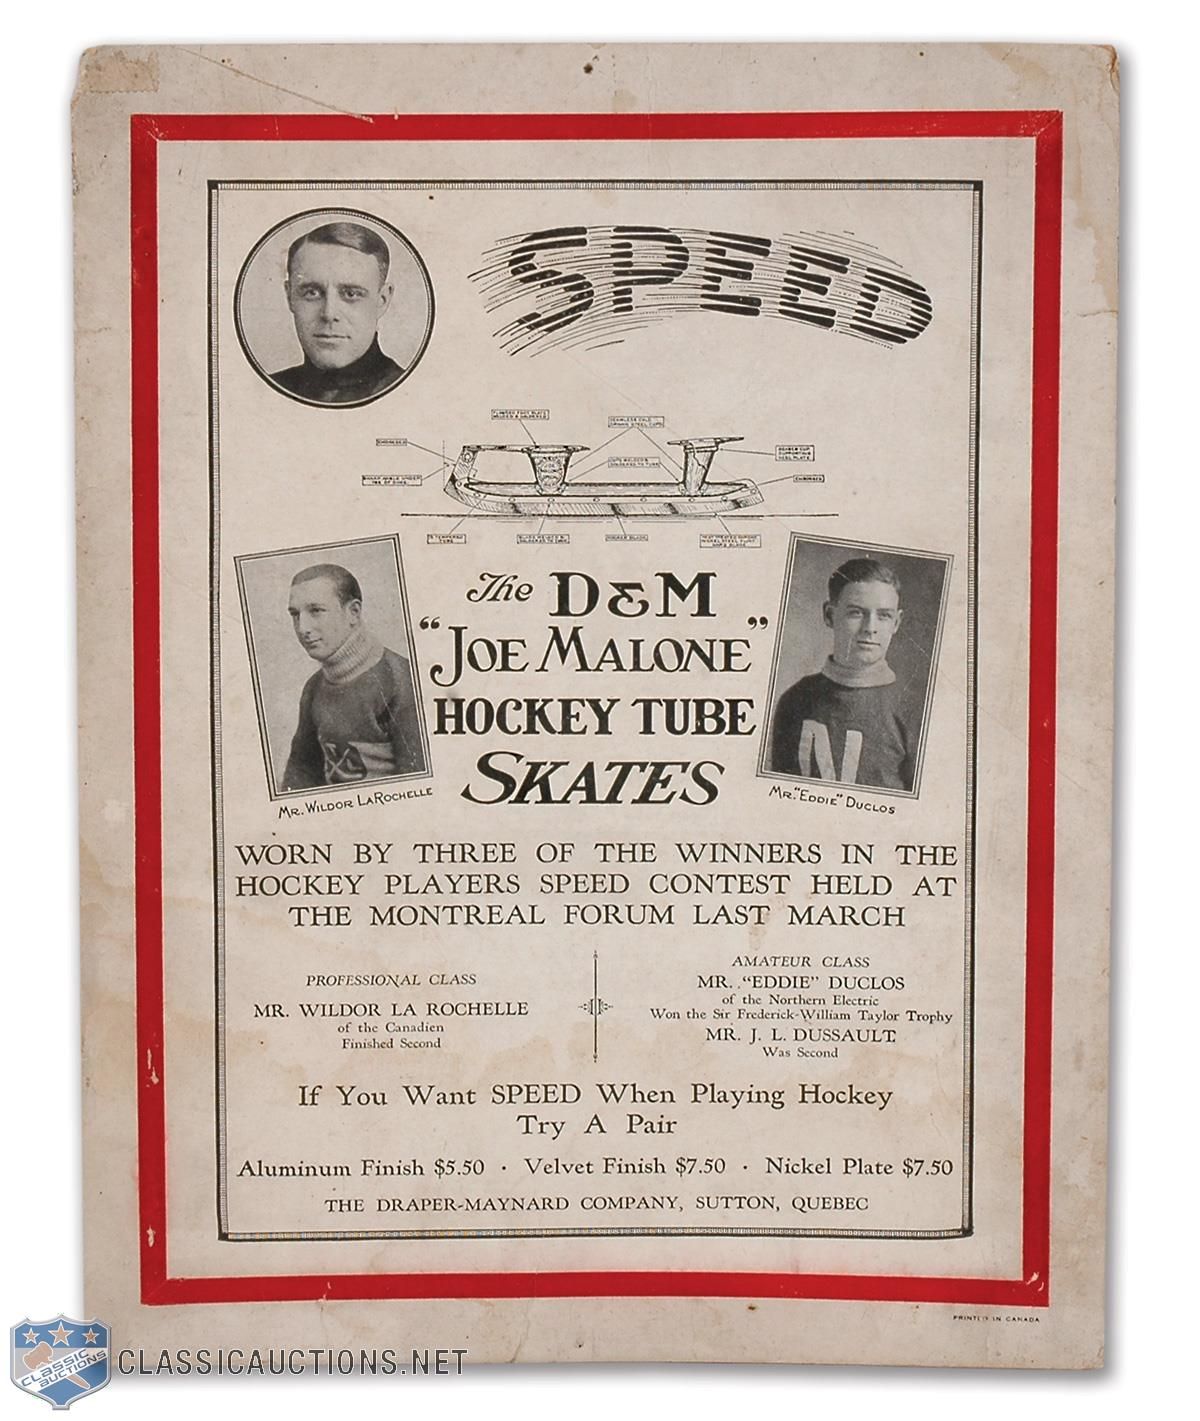 SPEED
EMBOSSED
The D&M
"JOE MALONE"
HOCKEY TUBE
SKATES
MR. WILDOR LAROCHELLE
MR. "EDDIE" DUCLOS
WORN BY THREE OF THE WINNERS IN THE
HOCKEY PLAYERS SPEED CONTEST HELD AT
THE MONTREAL FORUM LAST MARCH
PROFESSIONAL CLASS
MR. WILDOR LA ROCHELLE
of the Canadien
Finished Second
AMATEUR CLASS
MR. "EDDIE" DUCLOS
of the Northern Electric
Won the Sir Frederick-William Taylor Trophy
MR. J. L. DUSSAULT
Was Second
If You Want SPEED When Playing Hockey
Try A Pair
Aluminum Finish $5.50 · Velvet Finish $7.50 · Nickel Plate $7.50
THE DRAPER-MAYNARD COMPANY, SUTTON, QUEBEC
PRINTED IN CANADA
CLASSIC AUCTIONS
CLASSICAUCTIONS.NET